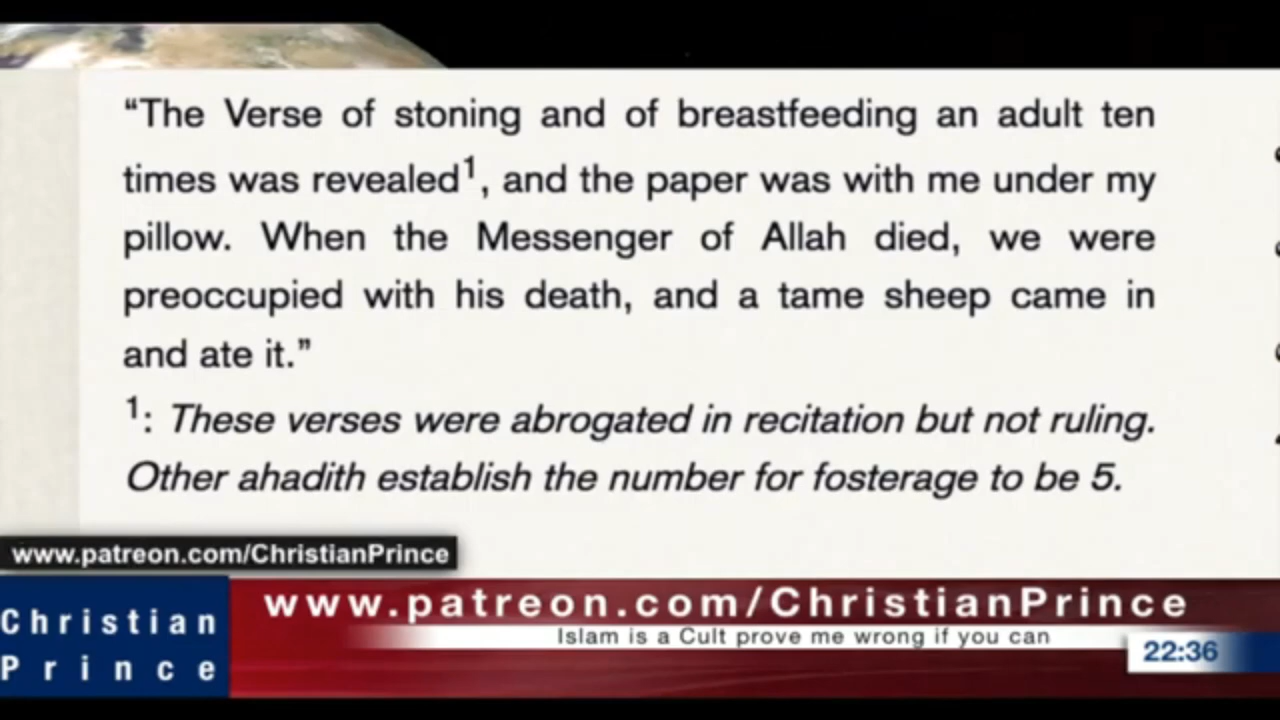 “The Verse of stoning and of breastfeeding an adult ten
times was revealed¹, and the paper was with me under my
pillow. When the Messenger of Allah died, we were
preoccupied with his death, and a tame sheep came in
and ate it.”
¹: These verses were abrogated in recitation but not ruling.
Other ahadith establish the number for fosterage to be 5.
www.patreon.com/ChristianPrince
www.patreon.com/ChristianPrince
Islam is a Cult prove me wrong if you can
Christian
Prince
22:36